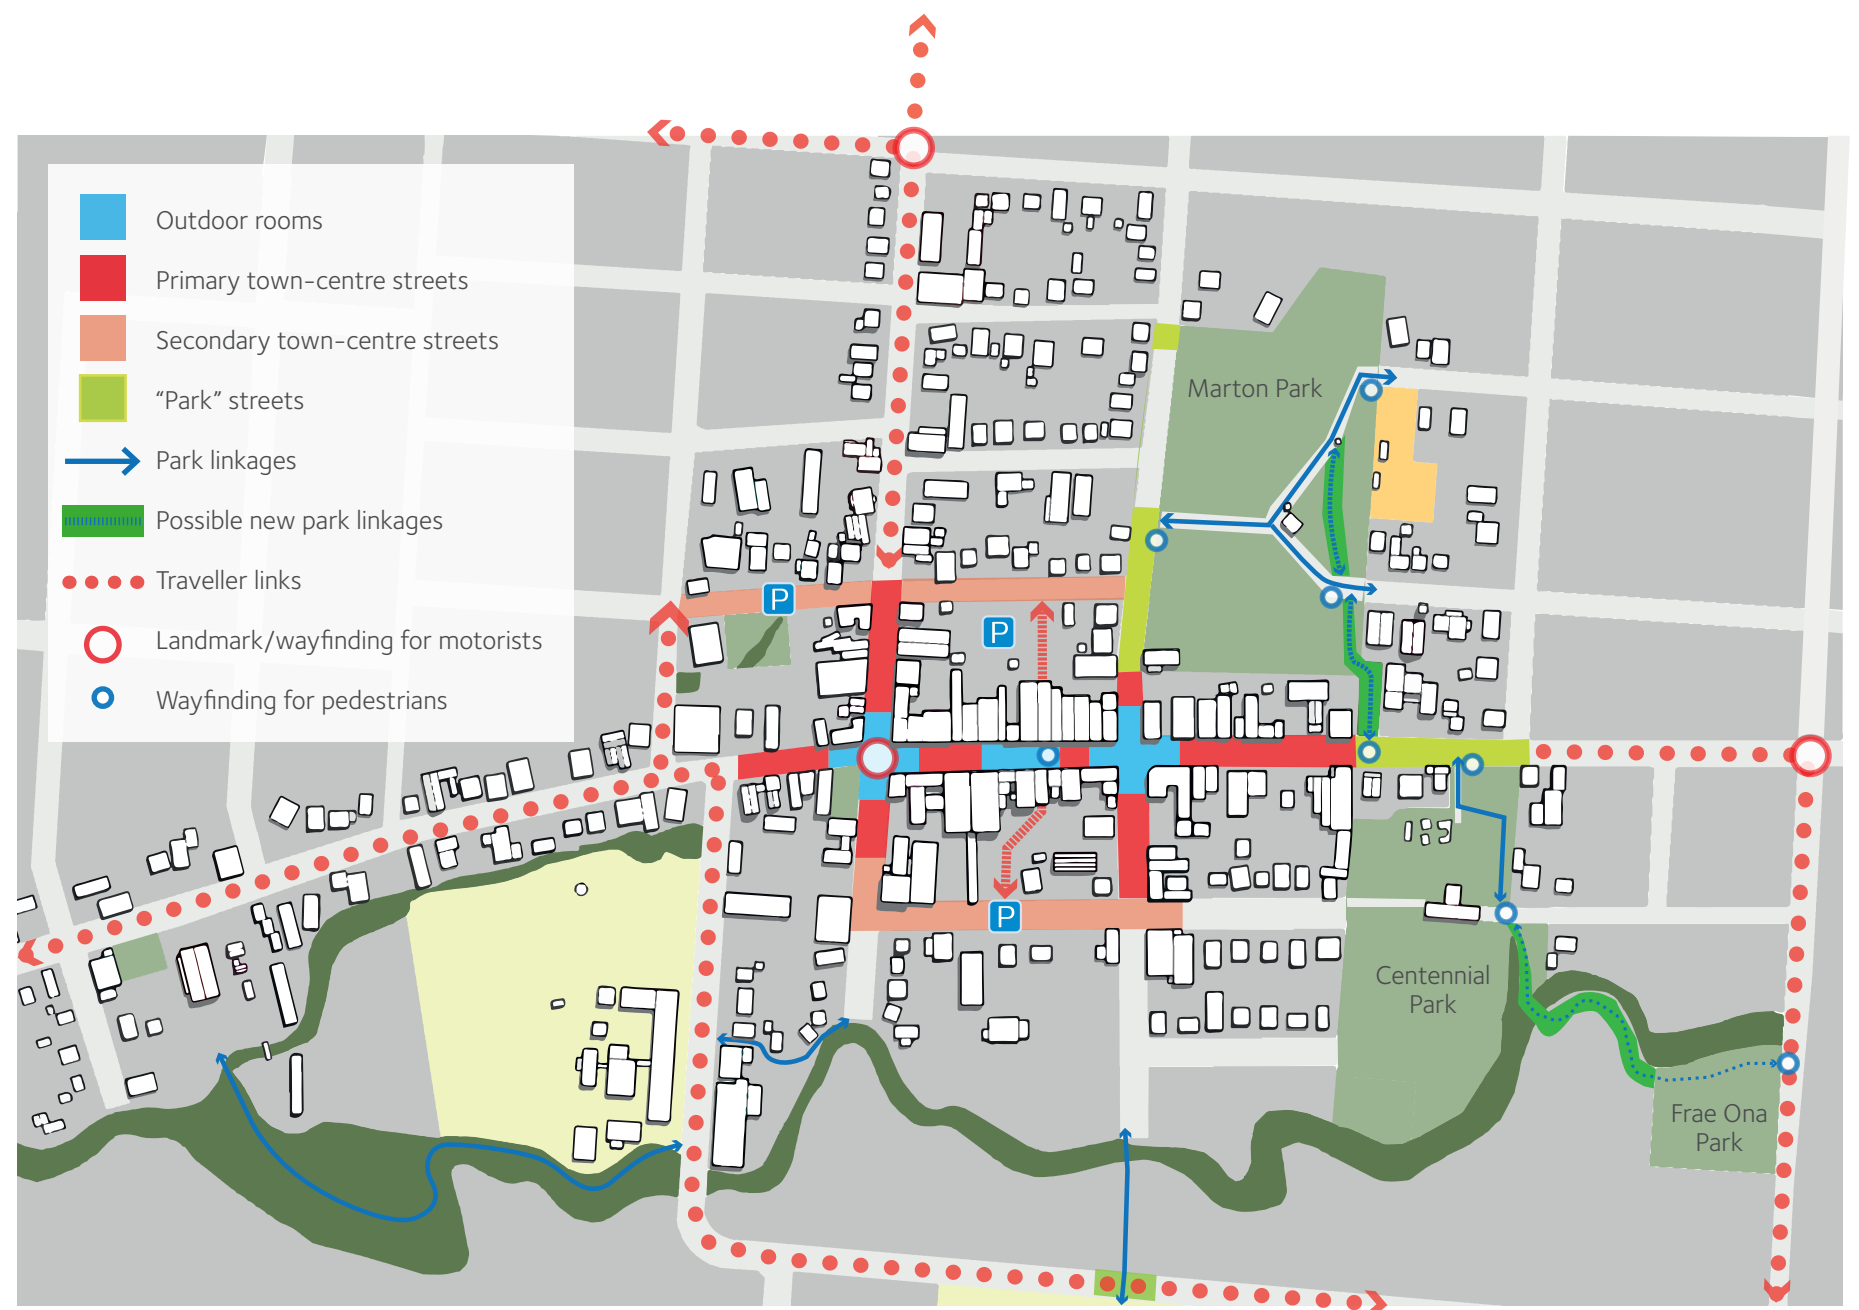 Outdoor rooms
Primary town-centre streets
Secondary town-centre streets
"Park" streets
Park linkages
Possible new park linkages
Traveller links
Landmark/wayfinding for motorists
Wayfinding for pedestrians
Marton Park
P
P
P
Centennial
Park
Frae Ona
Park